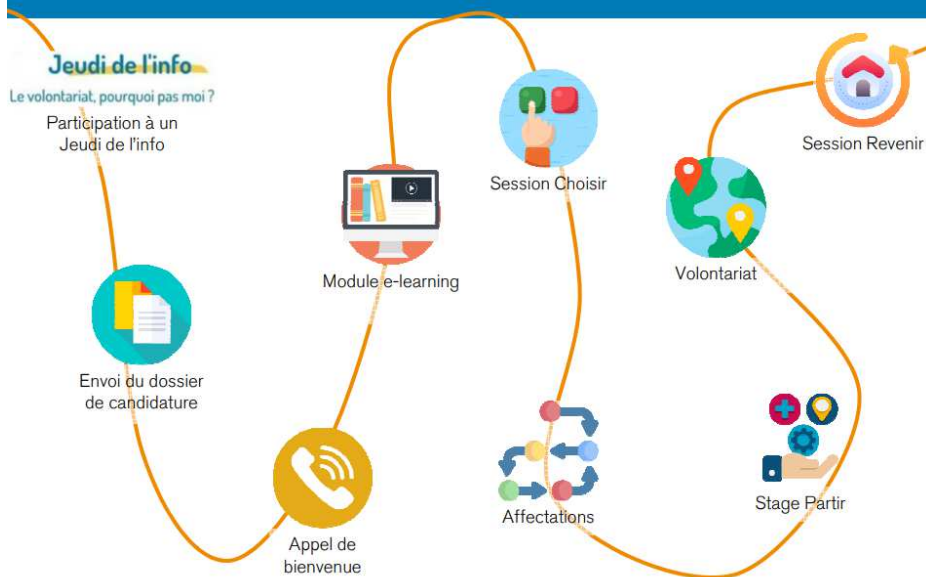 Jeudi de l'info
Le volontariat, pourquoi pas moi ?
Participation à un
Jeudi de l'info
Envoi du dossier
de candidature
Appel de
bienvenue
Module e-learning
Session Choisir
Affectations
Stage Partir
Volontariat
Session Revenir